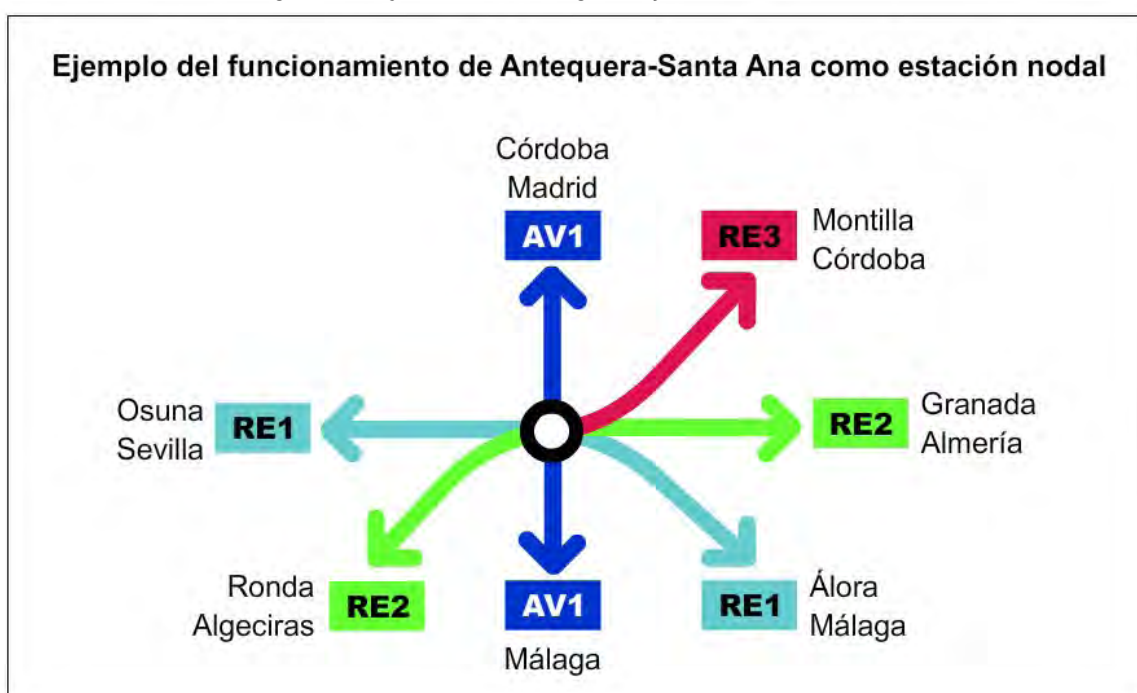 Ejemplo del funcionamiento de Antequera-Santa Ana como estación nodal
Córdoba
Madrid
AV1
RE3
Montilla
Córdoba
Osuna
Sevilla
RE1
RE2
Granada
Almería
Ronda
Algeciras
RE2
AV1
Málaga
RE1
Álora
Málaga